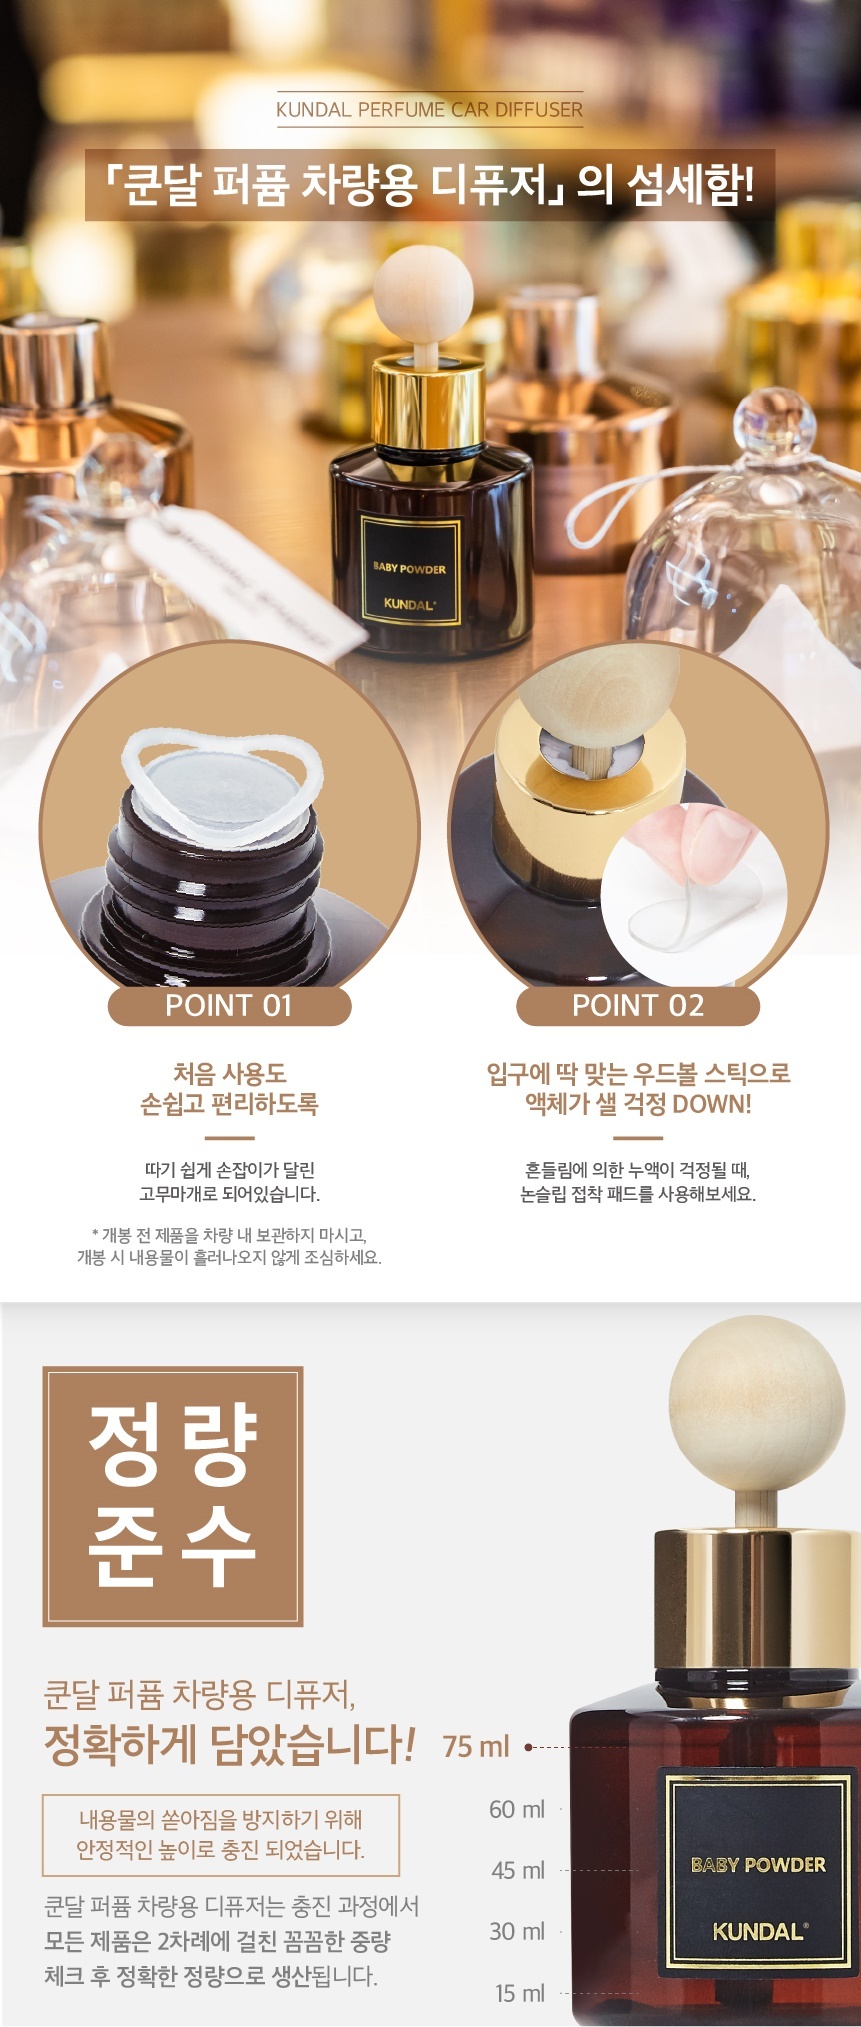 KUNDAL PERFUME CAR DIFFUSER
「쿤달 퍼퓸 차량용 디퓨저」의 섬세함!
BABY POWDER
KUNDAL®
POINT 01
처음 사용도
손쉽고 편리하도록
따기 쉽게 손잡이가 달린
고무마개로 되어있습니다.
* 개봉 전 제품을 차량 내 보관하지 마시고,
개봉 시 내용물이 흘러나오지 않게 조심하세요.
POINT 02
입구에 딱 맞는 우드볼 스틱으로
액체가 샐 걱정 DOWN!
흔들림에 의한 누액이 걱정될 때,
논슬립 접착 패드를 사용해보세요.
정량
준수
쿤달 퍼퓸 차량용 디퓨저,
정확하게 담았습니다!
내용물의 쏟아짐을 방지하기 위해
안정적인 높이로 충진 되었습니다.
쿤달 퍼퓸 차량용 디퓨저는 충진 과정에서
모든 제품은 2차례에 걸친 꼼꼼한 중량
체크 후 정확한 정량으로 생산됩니다.
75 ml
60 ml
45 ml
30 ml
15 ml
BABY POWDER
KUNDAL®